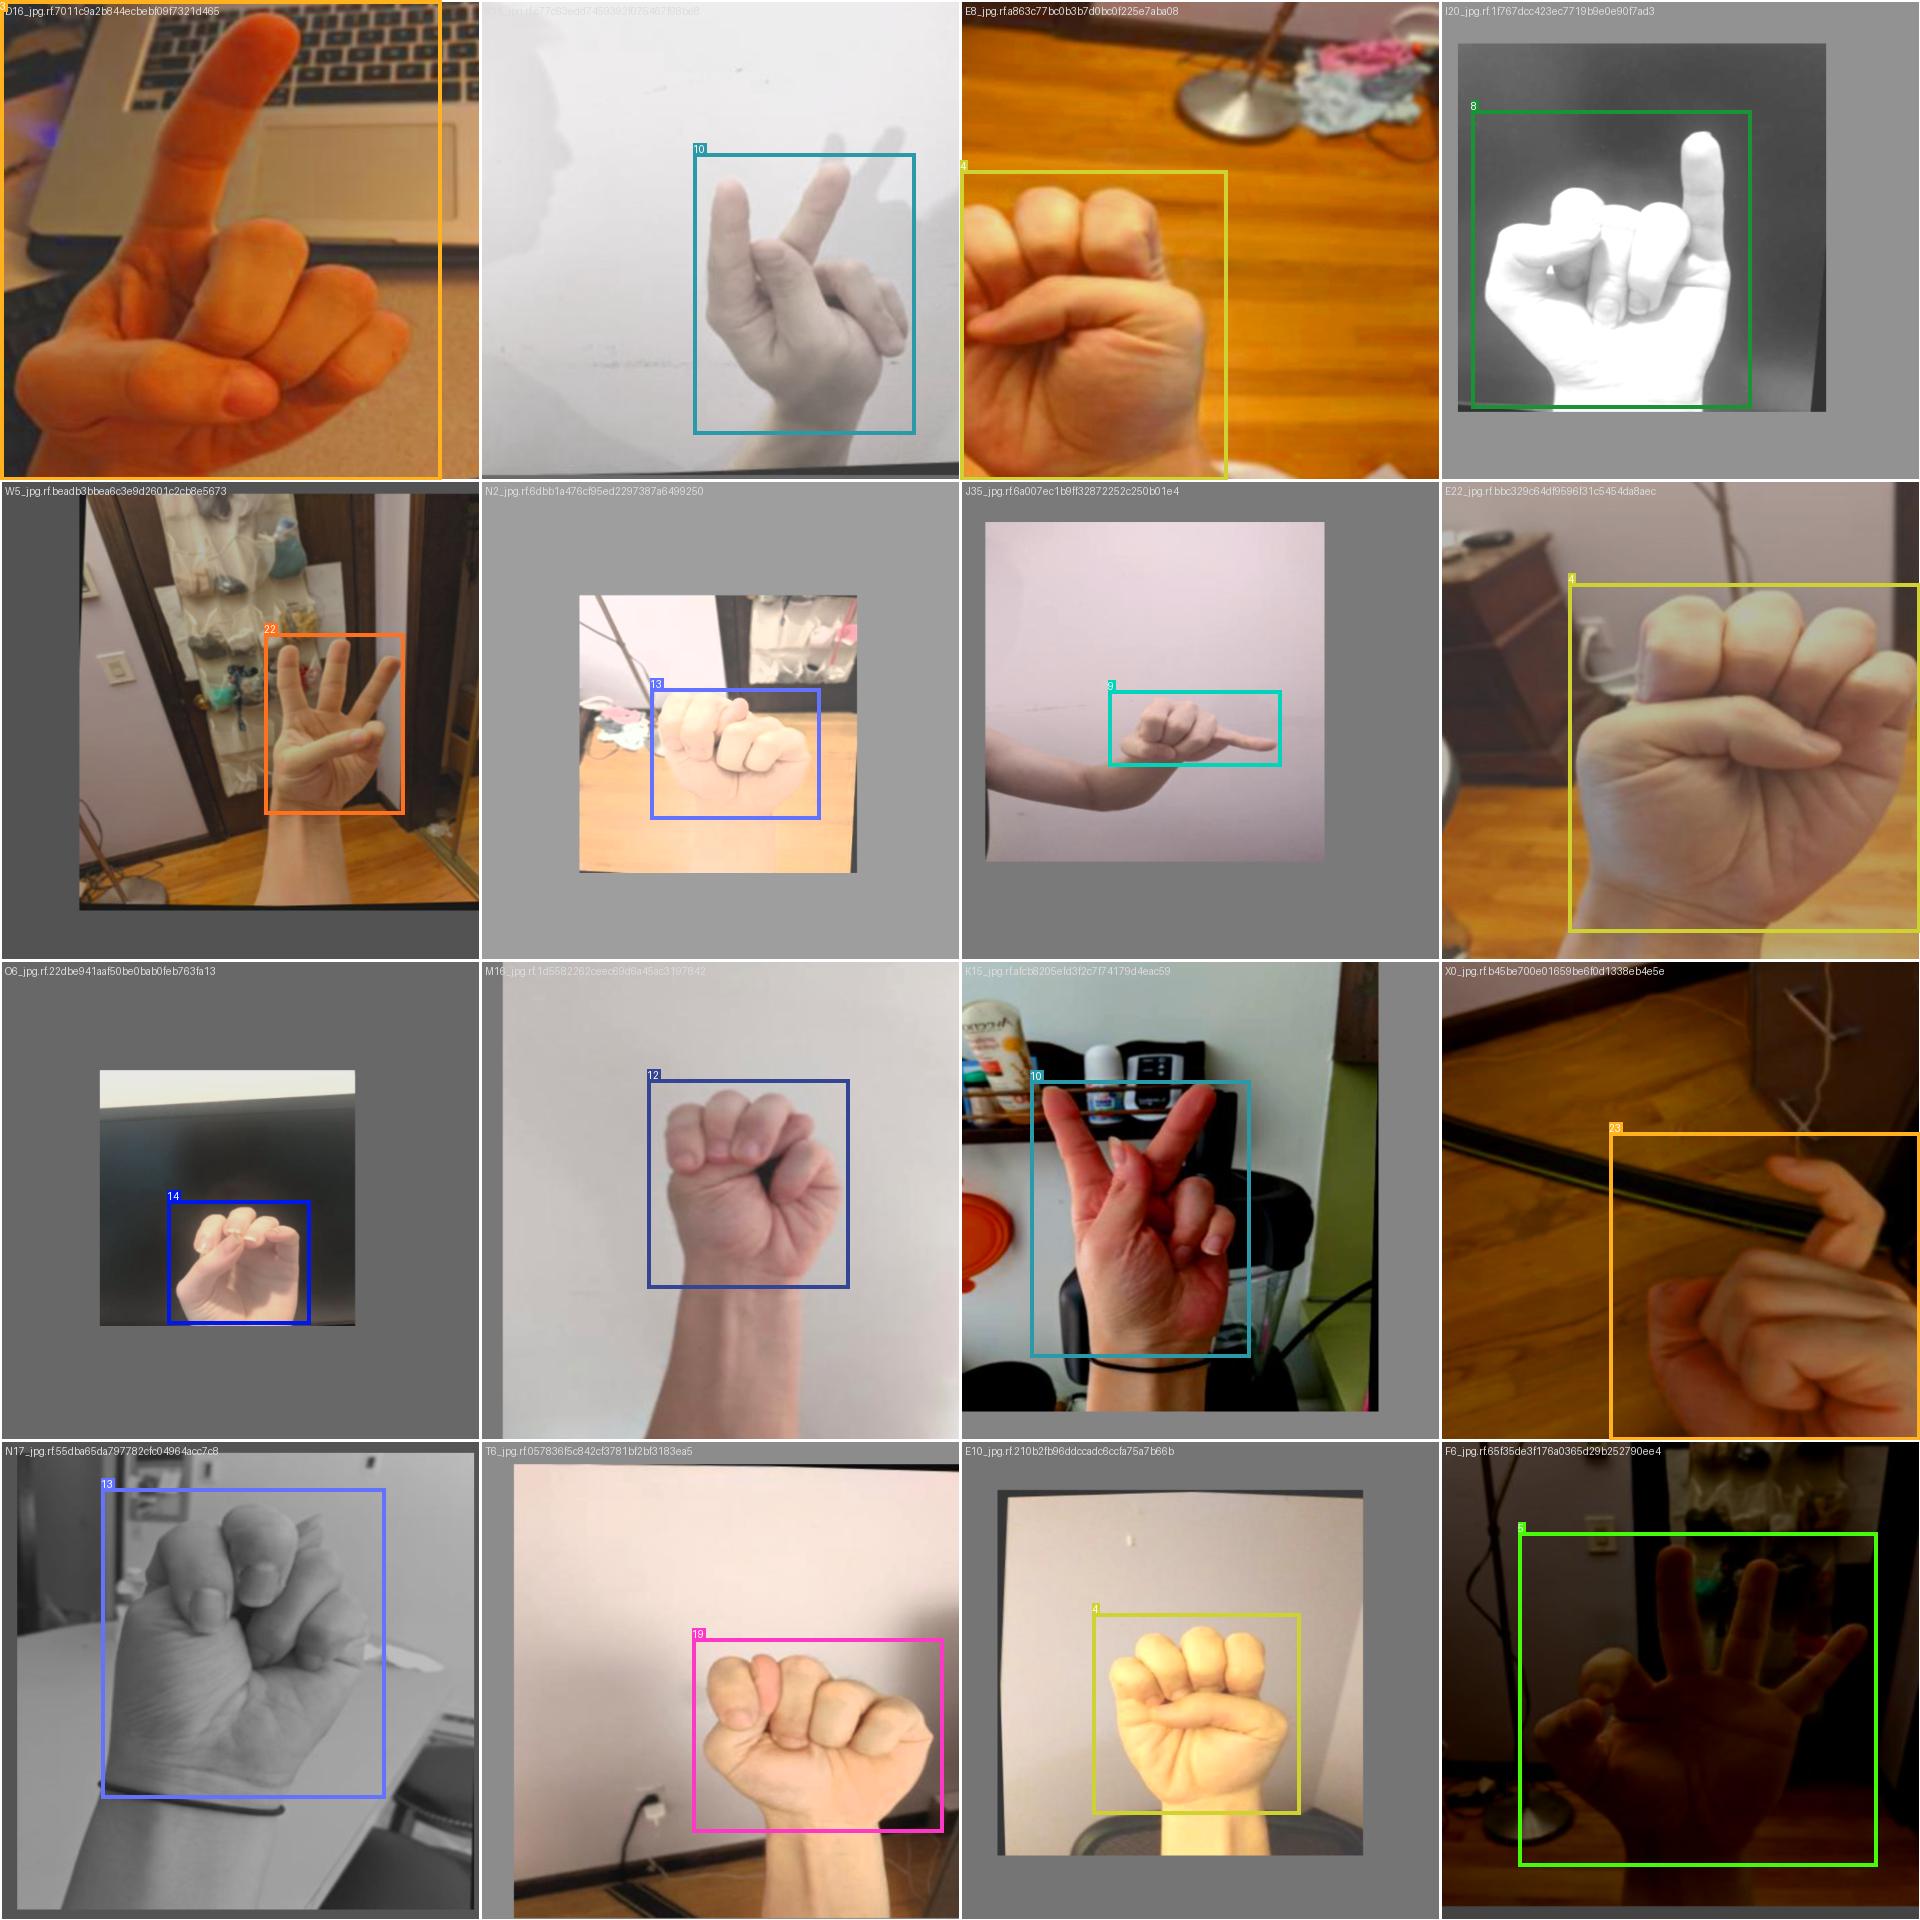 D16_jpg.rf.7011c9a2b844ecbebf09f7321d465
3
10
E8_jpg.rf.a863c77bc0b3b7d0bc0f225e7aba08
4
I20_jpg.rf.1f767dcc423ec7719b9e0e90f7ad3
8
W5_jpg.rf.beadb3bbea6c3e9d2601c2cb8e5673
22
N2_jpg.rf.6dbb1a476cf95ed2297387a6499250
13
J35_jpg.rf.6a007ec1b9ff32872252c250b01e4
9
E22_jpg.rf.bbc329c64df9596f31c5454da8aec
4
O6_jpg.rf.22dbe941aaf50be0bab0feb763fa13
14
M16_jpg.rf.1d5582262ceec69d6a45ac3197842
12
K15_jpg.rf.afcb8205efd3f2c7f74179d4eac59
10
X0_jpg.rf.b45be700e01659be6f0d1338eb4e5e
23
N17_jpg.rf.55dba65da797782cfc04964acc7c8
13
T6_jpg.rf.057836f5c842cf3781bf2bf3183ea5
19
E10_jpg.rf.210b2fb96ddccadc6ccfa75a7b66b
4
F6_jpg.rf.65f35de3f176a0365d29b252790ee4
5